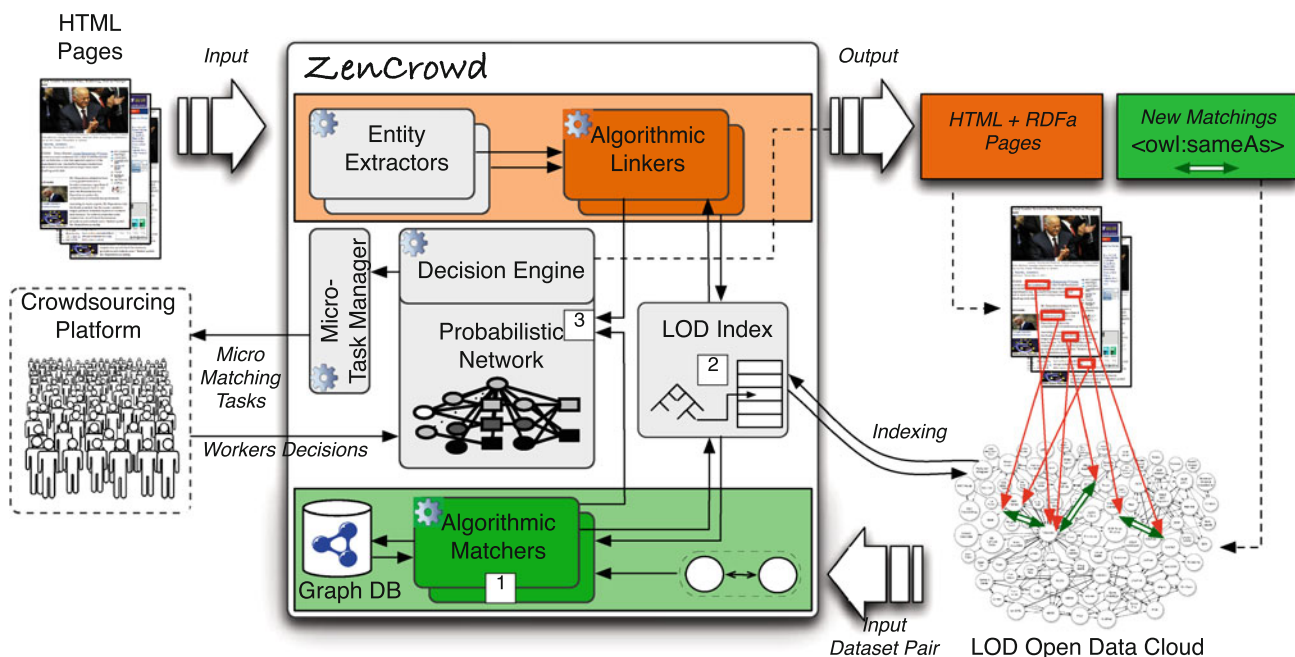 HTML
Pages
Input
ZenCrowd
Output
Entity
Extractors
Algorithmic
Linkers
HTML + RDFa
Pages
New Matchings
<owl:sameAs>
Micro-
Task Manager
Decision Engine
3
Probabilistic
Network
LOD Index
2
Crowdsourcing
Platform
Micro
Matching
Tasks
Workers Decisions
Indexing
Graph DB
Algorithmic
Matchers
1
Input
Dataset Pair
LOD Open Data Cloud